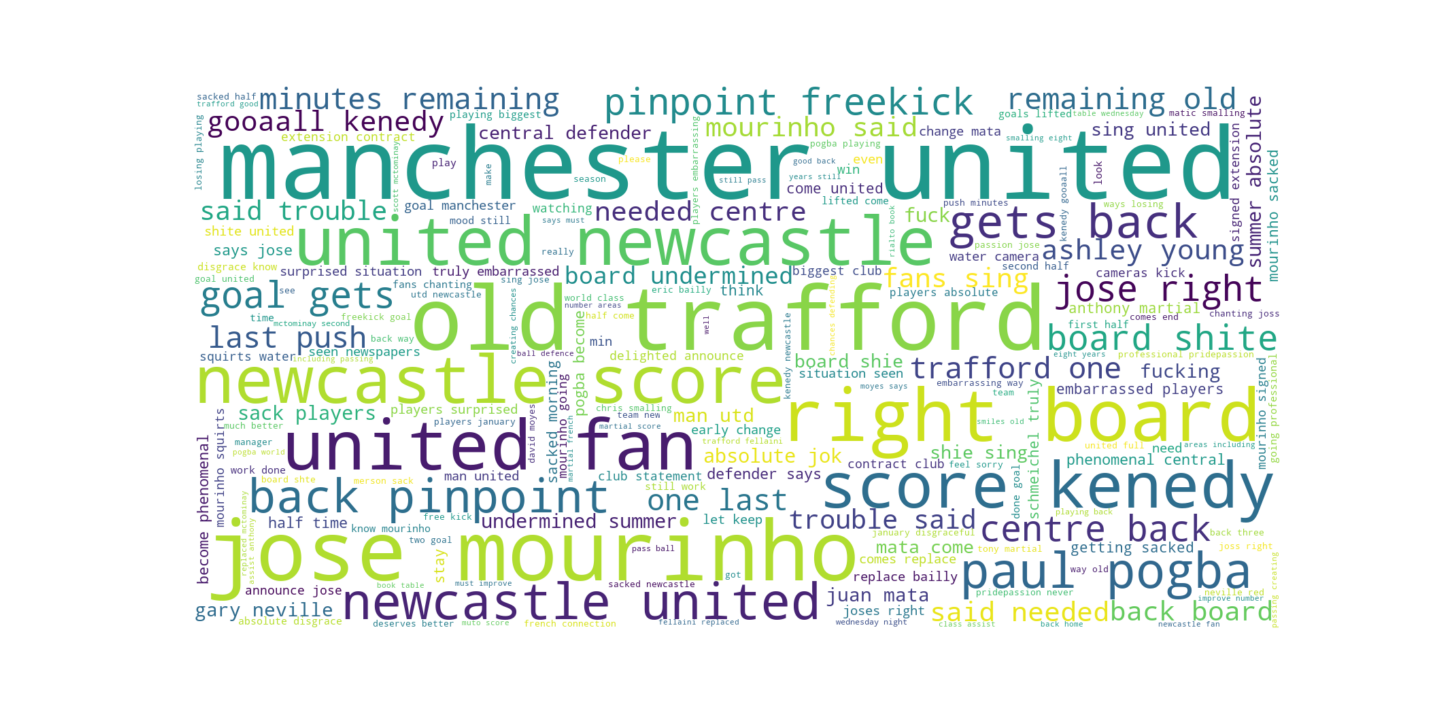 sacked half
trafford good
minutes remaining
pinpoint freekick
remaining old
gooaall kenedy
playing biggest
extension contract
central defender
mourinho said
change mata
goals lifted
table wednesday
matic smalling
smalling eight
sing united
manchester united
losing playing
scott mctominay
play
make
please
season
players embarrassing
pogba playing
good back
years still
still pass
even
win
look
summer absolute
signed extension
mourinho sacked
said trouble
goal manchester
mood still
watching
says must
needed centre
come united
lifted come
push minutes
fuck
gets back
kenedy gooaall
ways losing
shite united
says jose
united newcastle
really
rialto book
water camera
passion jose
second half
ashley young
disgrace know
goal united
surprised situation truly embarrassed
fans chanting
sing jose
see
utd newcastle
board undermined
eric bailly
biggest club
think
fans sing
players absolute
cameras kick
jose right
goal gets
old trafford
time
mctominay second
freekick goal
back way
creating chances
world class
number areas
half come
well
chances defending
anthony martial
comes end
chanting joss
last push
squirts water
including passing
seen newspapers
ball defence
pogba become
min
delighted announce
kenedy newcastle
board shie
situation seen
moyes says
first half
board shite
eight years
professional pridepassion
newcastle score
trafford one
embarrassing way
team
fucking
embarrassed players
sack players
much better
players surprised
players january
sacked morning
mourinho going
martial french
chris smalling
team new
martial score
man utd
early change
trafford fellaini
right board
smiles old
schmeichel truly
mourinho signed
going professional
manager
pogba world
work done
board shte
united fan
david moyes
merson sack
man united
club statement
still work
absolute jok
defender says
contract club
feel sorry
shie sing
done goal
united full
need
areas including
phenomenal central
become phenomenal
mourinho squirts
back pinpoint
one last
score kenedy
playing back
half time
know mourinho
two goal
free kick
undermined summer
let keep
trouble said
january disgraceful
tony martial
centre back
back three
joss right
replaced mctominay
assist anthony
jose mourinho
stay
pass ball
mata come
comes replace
replace bailly
getting sacked
way old
passing creating
announce jose
book table
must improve
sacked newcastle
got
paul pogba
pridepassion never
neville red
improve number
gary neville
absolute disgrace
newcastle united
deserves better
muto score
french connection
fellaini replaced
juan mata
joses right
wednesday night
said needed
class assist
back board
back home
newcastle fan